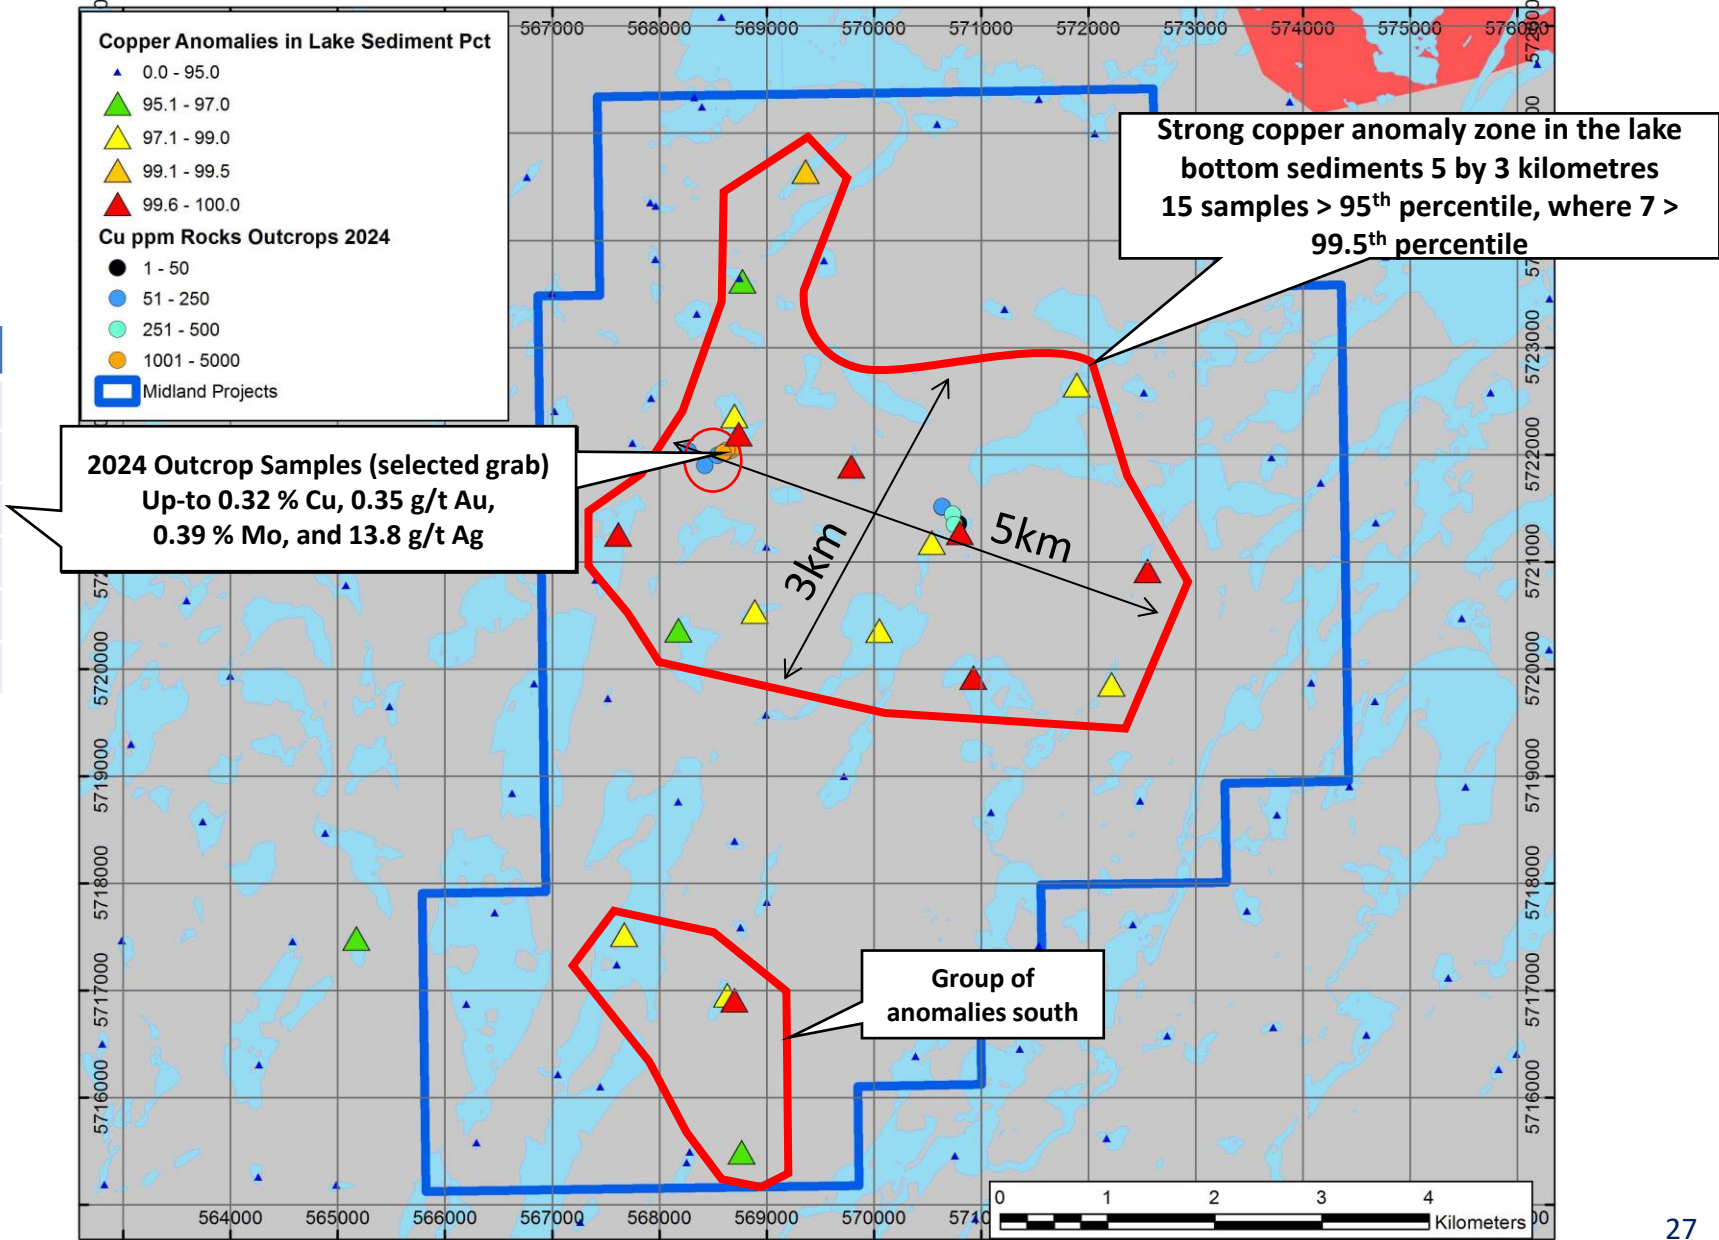 Copper Anomalies in Lake Sediment Pct
0.0 - 95.0
95.1 - 97.0
97.1 - 99.0
99.1 - 99.5
99.6 - 100.0
Cu ppm Rocks Outcrops 2024
1 - 50
51 - 250
251 - 500
1001 - 5000
Midland Projects
567000 568000 569000 570000 571000 572000 573000 574000 575000 576000
Strong copper anomaly zone in the lake
bottom sediments 5 by 3 kilometres
15 samples > 95th percentile, where 7 >
99.5th percentile
2024 Outcrop Samples (selected grab)
Up-to 0.32 % Cu, 0.35 g/t Au,
0.39 % Mo, and 13.8 g/t Ag
3km
5km
Group of
anomalies south
5720000
5719000
5718000
5717000
5716000
5723000
5722000
5721000
5720000
5719000
5718000
5717000
5716000
564000 565000 566000 567000 568000 569000 570000
0 1 2 3 4
Kilometers
27